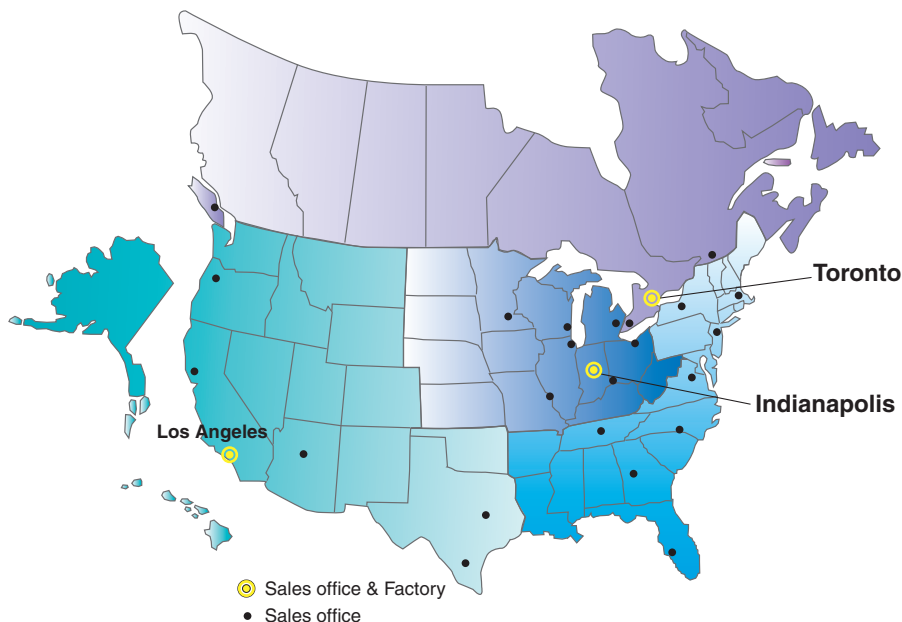 Toronto
Indianapolis
Los Angeles
Sales office & Factory
Sales office